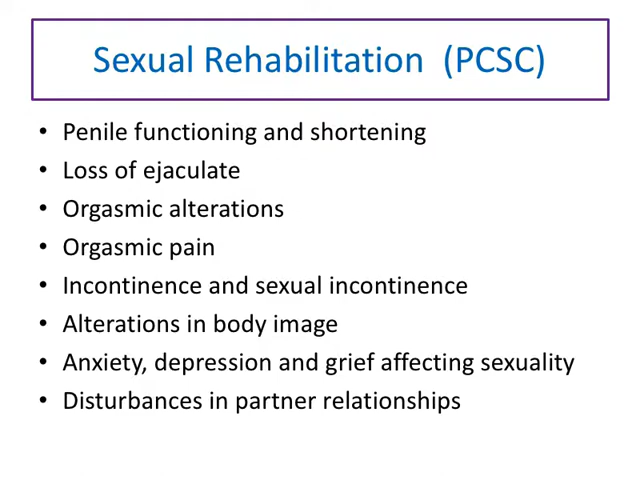 Sexual Rehabilitation (PCSC)
• Penile functioning and shortening
• Loss of ejaculate
• Orgasmic alterations
• Orgasmic pain
• Incontinence and sexual incontinence
• Alterations in body image
• Anxiety, depression and grief affecting sexuality
• Disturbances in partner relationships